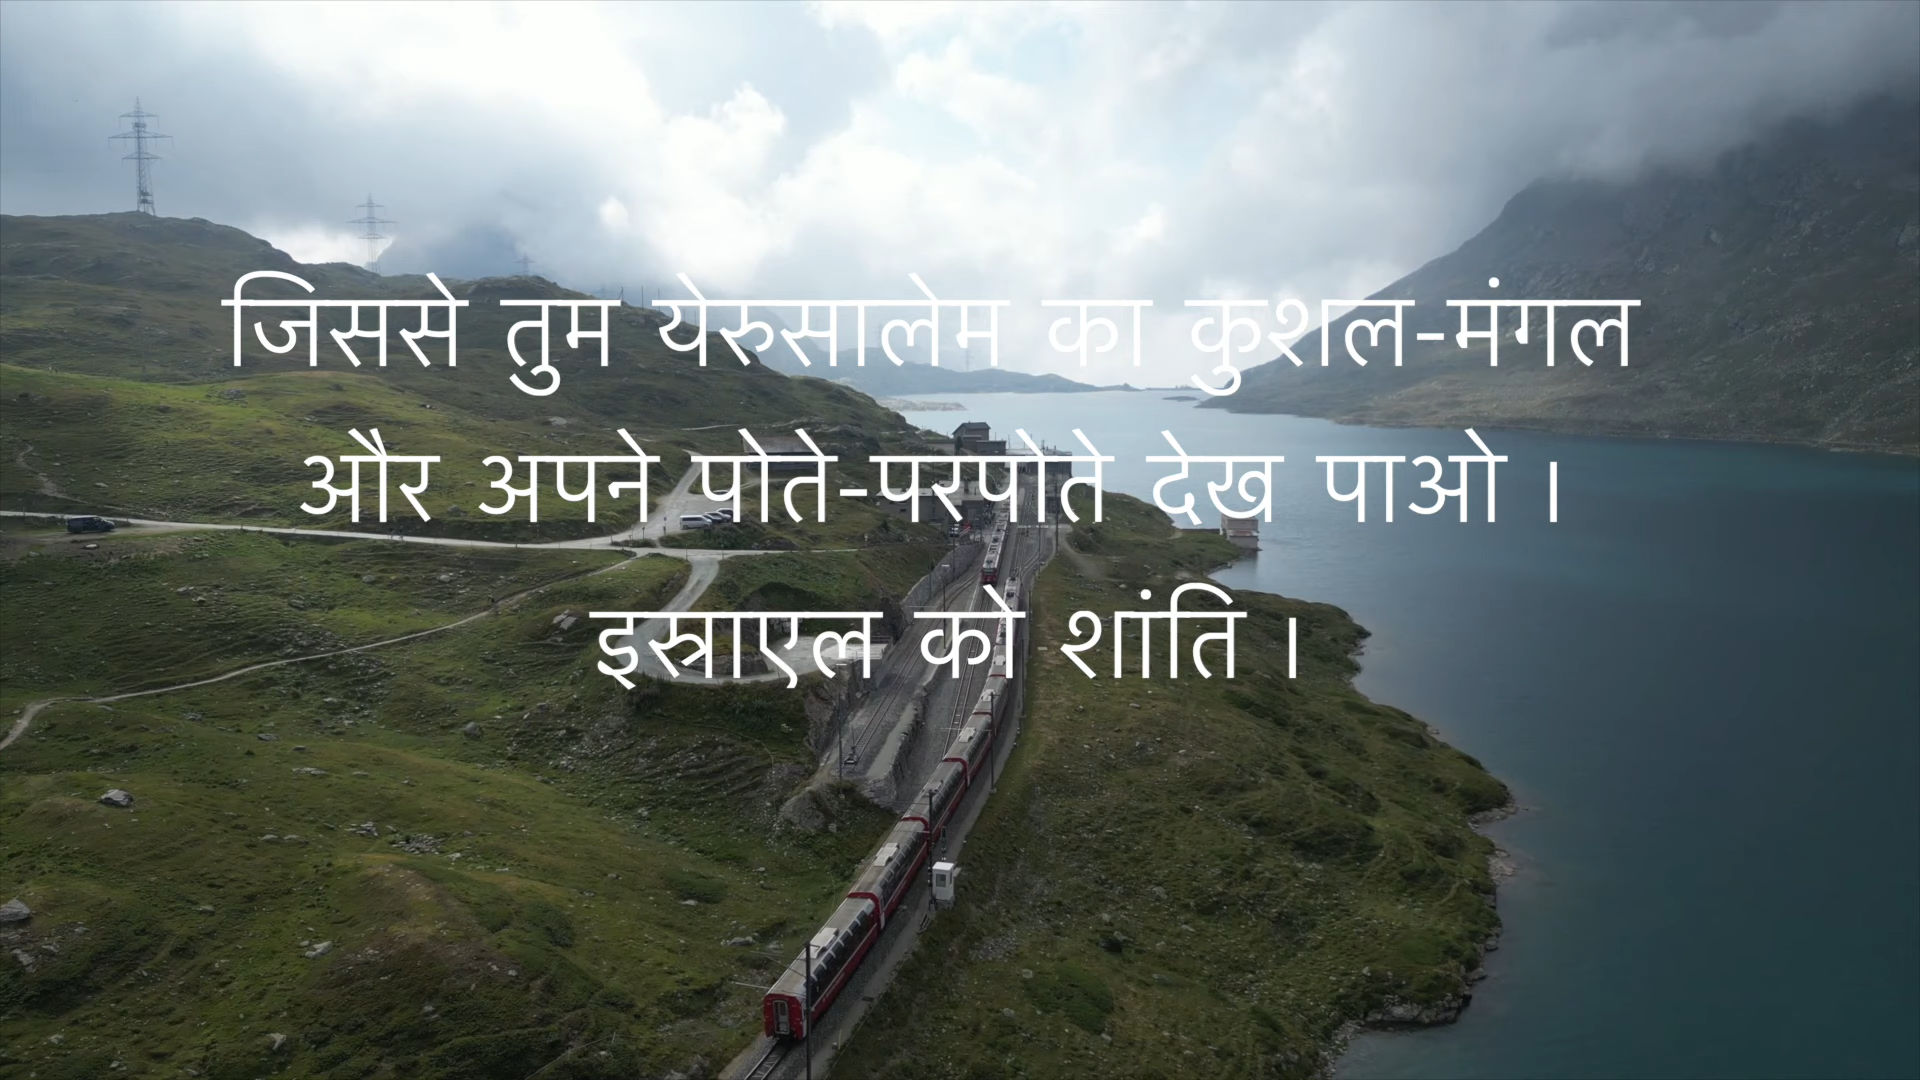 जिससे तुम येरुसालेम का कुशल-मंगल
और अपने पोते-परपोते देख पाओ ।
इस्राएल को शांति ।